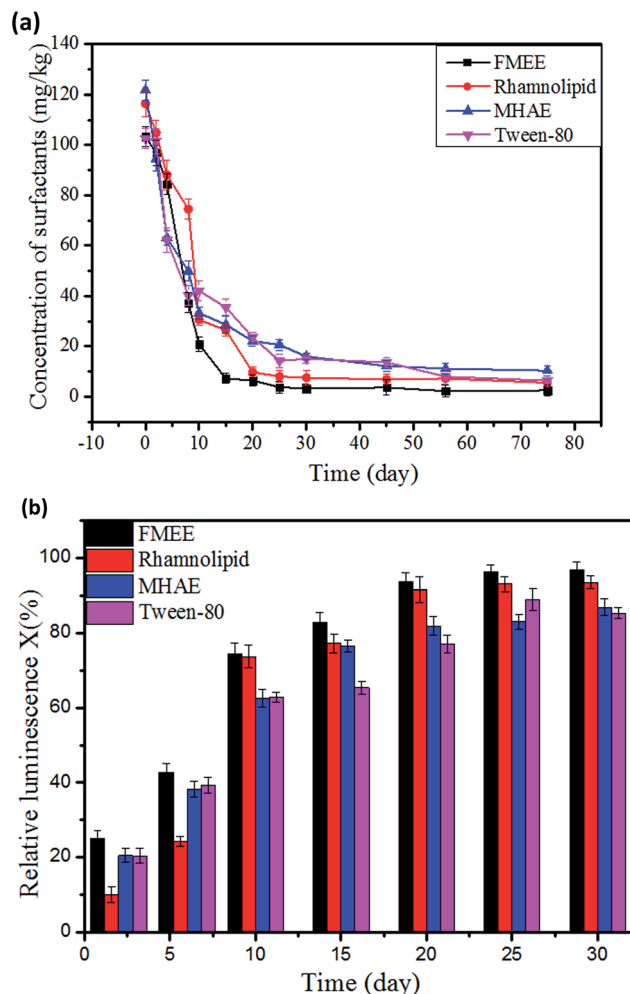 (a)
140
120
100
80
60
40
20
0
Concentration of surfactants (mg/kg)
FMEE
Rhamnolipid
MHAE
Tween-80
-10 0 10 20 30 40 50 60 70 80
Time (day)
(b)
100
80
60
40
20
0
Relative luminescence X(%)
FMEE
Rhamnolipid
MHAE
Tween-80
0 5 10 15 20 25 30
Time (day)